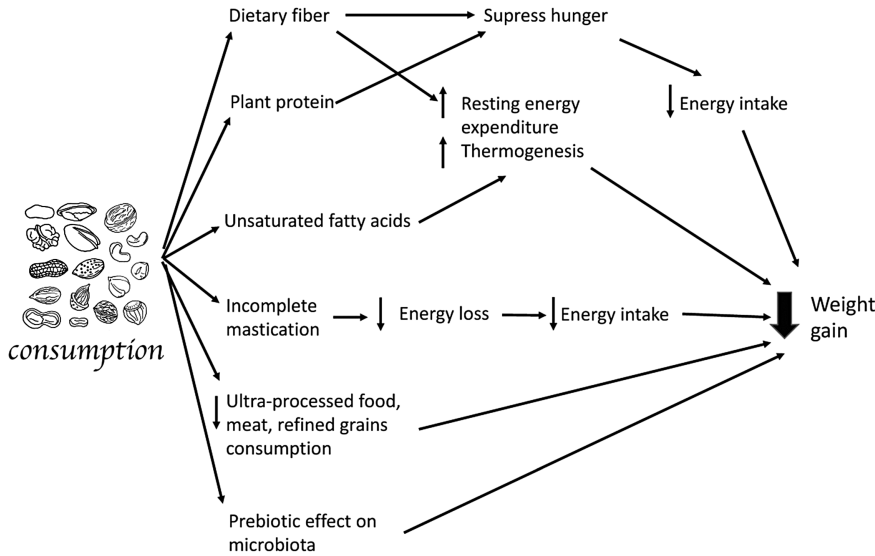 Dietary fiber
Supress hunger
Plant protein
Resting energy
expenditure
Thermogenesis
Energy intake
Unsaturated fatty acids
Incomplete
mastication
Energy loss
Energy intake
Weight
gain
consumption
Ultra-processed food,
meat, refined grains
consumption
Prebiotic effect on
microbiota